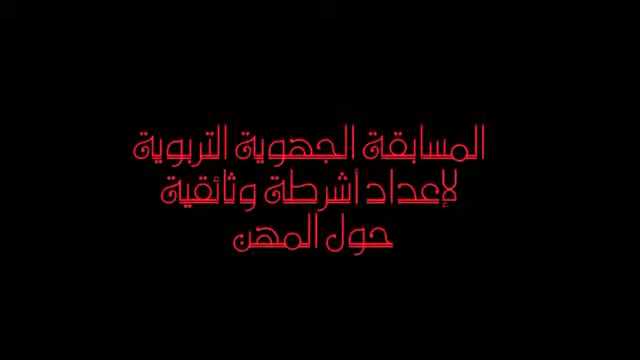 المسابقة الجهوية التربوية
لإعداد أشرطة وثائقية
حول المهن